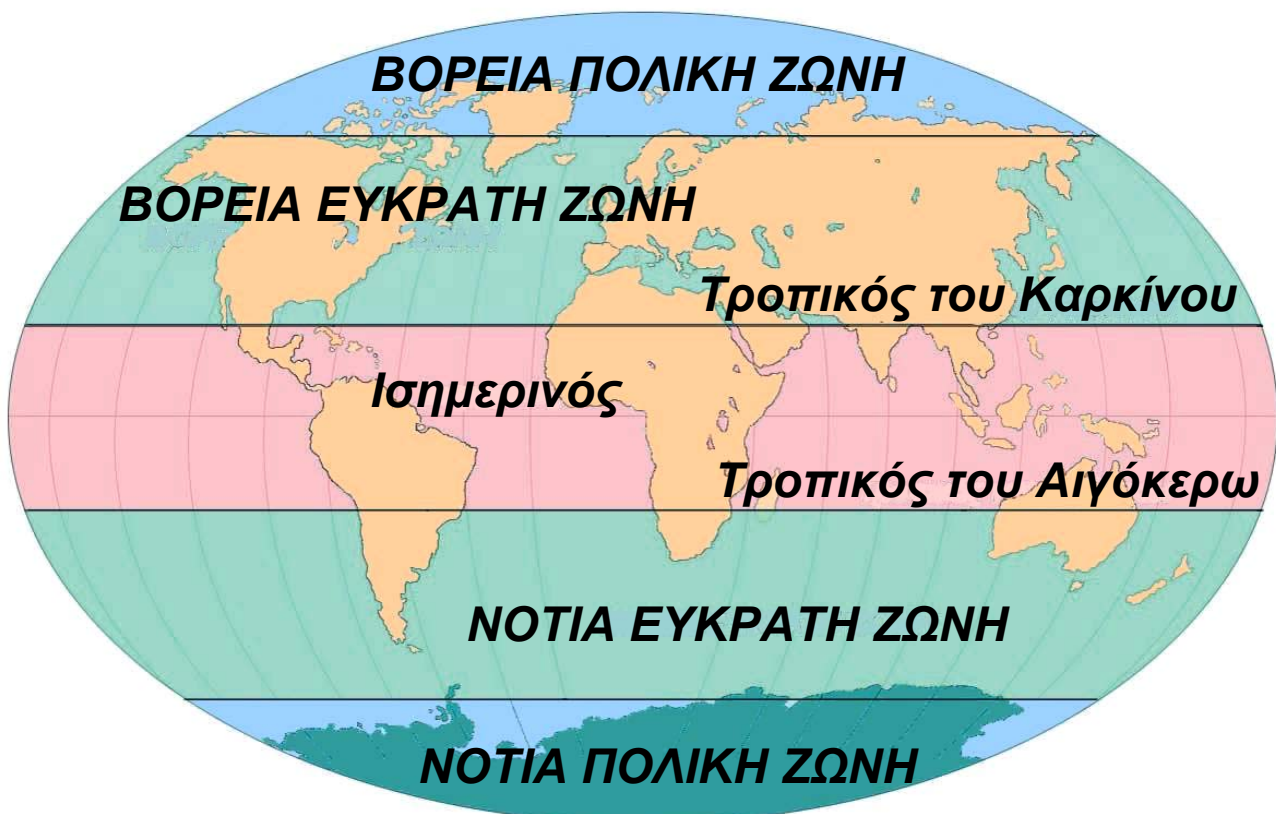 ΒΟΡΕΙΑ ΠΟΛΙΚΗ ΖΩΝΗ
ΒΟΡΕΙΑ ΕΥΚΡΑΤΗ ΖΩΝΗ
Τροπικός του Καρκίνου
Ισημερινός
Τροπικός του Αιγόκερω
ΝΟΤΙΑ ΕΥΚΡΑΤΗ ΖΩΝΗ
ΝΟΤΙΑ ΠΟΛΙΚΗ ΖΩΝΗ